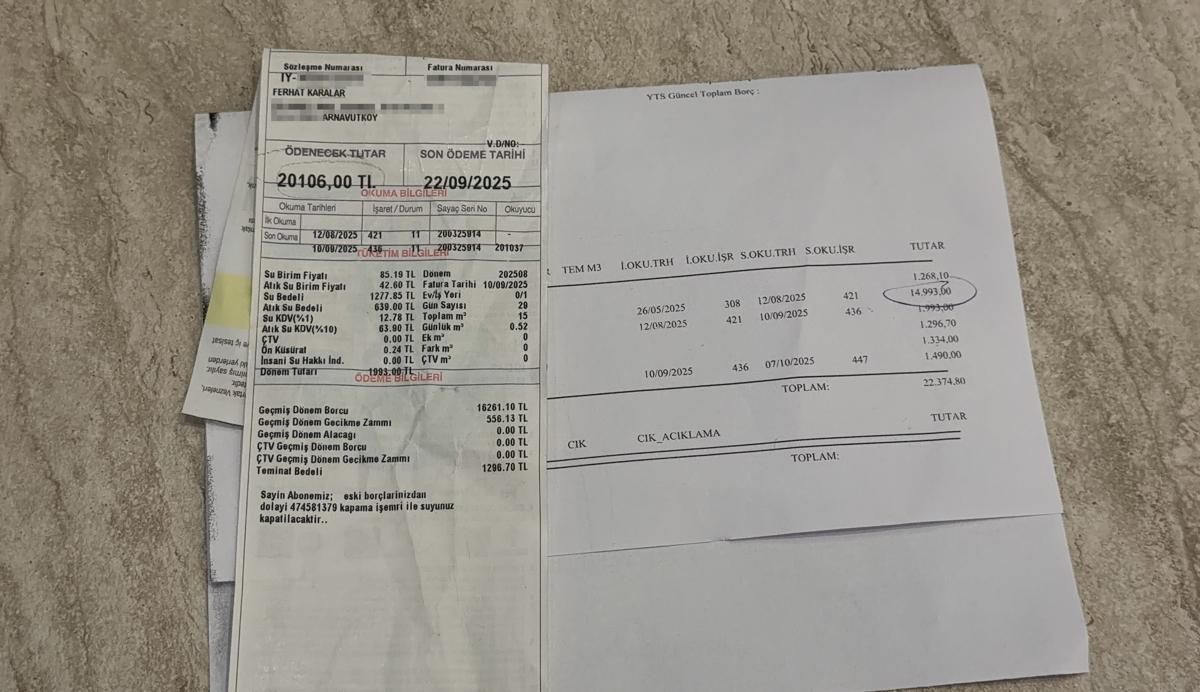 Sözleşme Numarası
Fatura Numarası
IY-
FERHAT KARALAR
ARNAVUTKÖY
V.D/NO:
ÖDENECEK TUTAR
SON ÖDEME TARİHİ
20106,00 TL
22/09/2025
OKUMA BİLGİLERİ
Okuma Tarihleri İşaret / Durum Sayaç Seri No Okuyucu
İlk Okuma
Son Okuma 12/08/2025 421 11 200325914 -
10/09/2025 436 11 200325914 201037
TÜKETİM BİLGİLERİ
Su Birim Fiyatı 85.19 TL Dönem 202508
Atık Su Birim Fiyatı 42.60 TL Fatura Tarihi 10/09/2025
Su Bedeli 1277.85 TL Ev/İş Yeri 0/1
Atık Su Bedeli 639.00 TL Gün Sayısı 29
Su KDV(%1) 12.78 TL Toplam m³ 15
Atık Su KDV(%10) 63.90 TL Günlük m³ 0.52
ÇTV 0.00 TL Ek m³ 0
Ön Küsürat 0.24 TL Fark m³ 0
İnsani Su Hakkı İnd. 0.00 TL ÇTV m³ 0
Dönem Tutarı 1993.00 TL
ÖDEME BİLGİLERİ
Geçmiş Dönem Borcu 16261.10 TL
Geçmiş Dönem Gecikme Zammı 556.13 TL
Geçmiş Dönem Alacağı 0.00 TL
ÇTV Geçmiş Dönem Borcu 0.00 TL
ÇTV Geçmiş Dönem Gecikme Zammı 0.00 TL
Teminat Bedeli 1296.70 TL
Sayin Abonemiz; eski borçlarinizdan
dolayi 474581379 kapama işemri ile suyunuz
kapatilacaktir..
YTS Güncel Toplam Borç :
TEM M3 İ.OKU.TRH İ.OKU.İŞR S.OKU.TRH S.OKU.İŞR TUTAR
1.268,10
26/05/2025 308 12/08/2025 421 14.993,00
12/08/2025 421 10/09/2025 436 1.993,00
1.296,70
1.334,00
10/09/2025 436 07/10/2025 447 1.490,00
TOPLAM: 22.374,80
CIK CIK_ACIKLAMA TUTAR
TOPLAM: